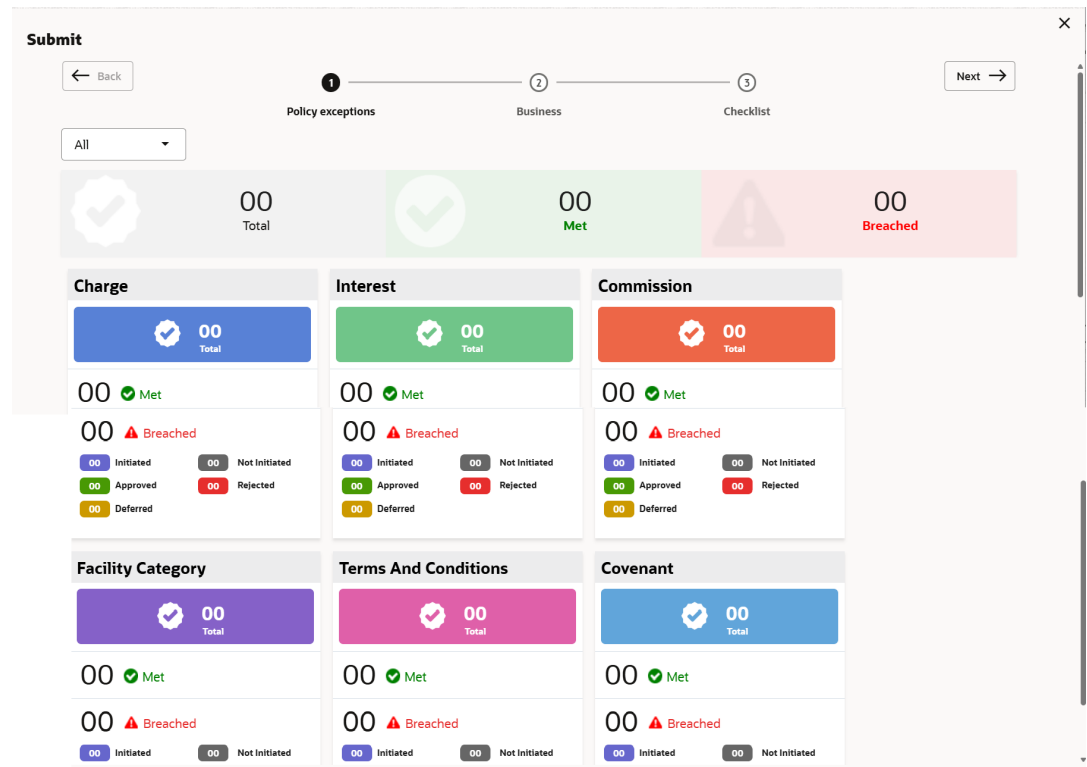 Submit
Back
1
2
3
Next
Policy exceptions
Business
Checklist
All
00
Total
00
Met
00
Breached
Charge
00
Total
00 Met
00 Breached
00 Initiated 00 Not Initiated
00 Approved 00 Rejected
00 Deferred
Interest
00
Total
00 Met
00 Breached
00 Initiated 00 Not Initiated
00 Approved 00 Rejected
00 Deferred
Commission
00
Total
00 Met
00 Breached
00 Initiated 00 Not Initiated
00 Approved 00 Rejected
00 Deferred
Facility Category
00
Total
00 Met
00 Breached
00 Initiated 00 Not Initiated
Terms And Conditions
00
Total
00 Met
00 Breached
00 Initiated 00 Not Initiated
Covenant
00
Total
00 Met
00 Breached
00 Initiated 00 Not Initiated